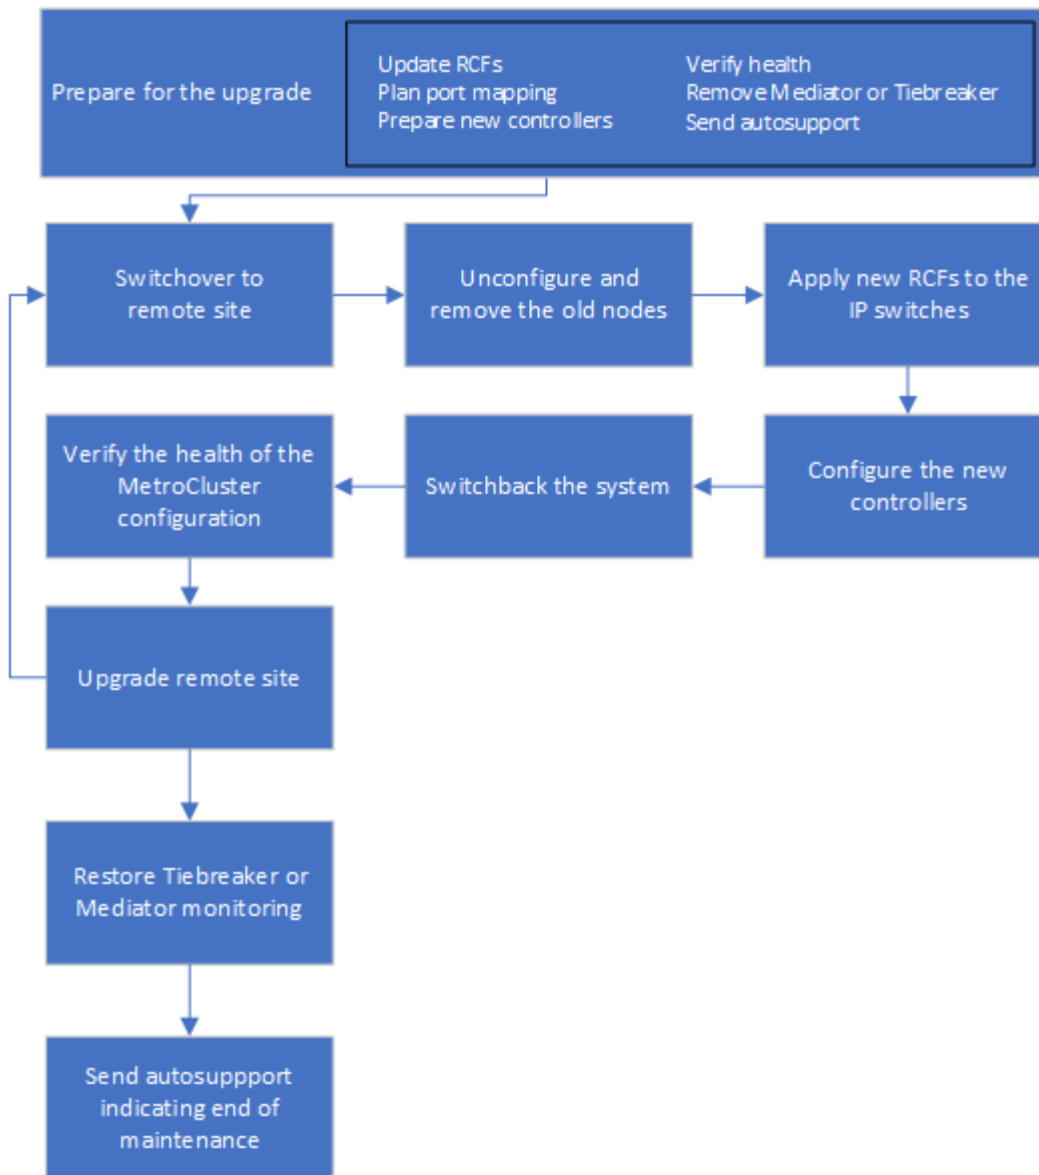 Prepare for the upgrade
Update RCFs
Plan port mapping
Prepare new controllers
Verify health
Remove Mediator or Tiebreaker
Send autosupport
Switchover to
remote site
Unconfigure and
remove the old nodes
Apply new RCFs to the
IP switches
Configure the new
controllers
Switchback the system
Verify the health of the
MetroCluster
configuration
Upgrade remote site
Restore Tiebreaker or
Mediator monitoring
Send autosuppport
indicating end of
maintenance